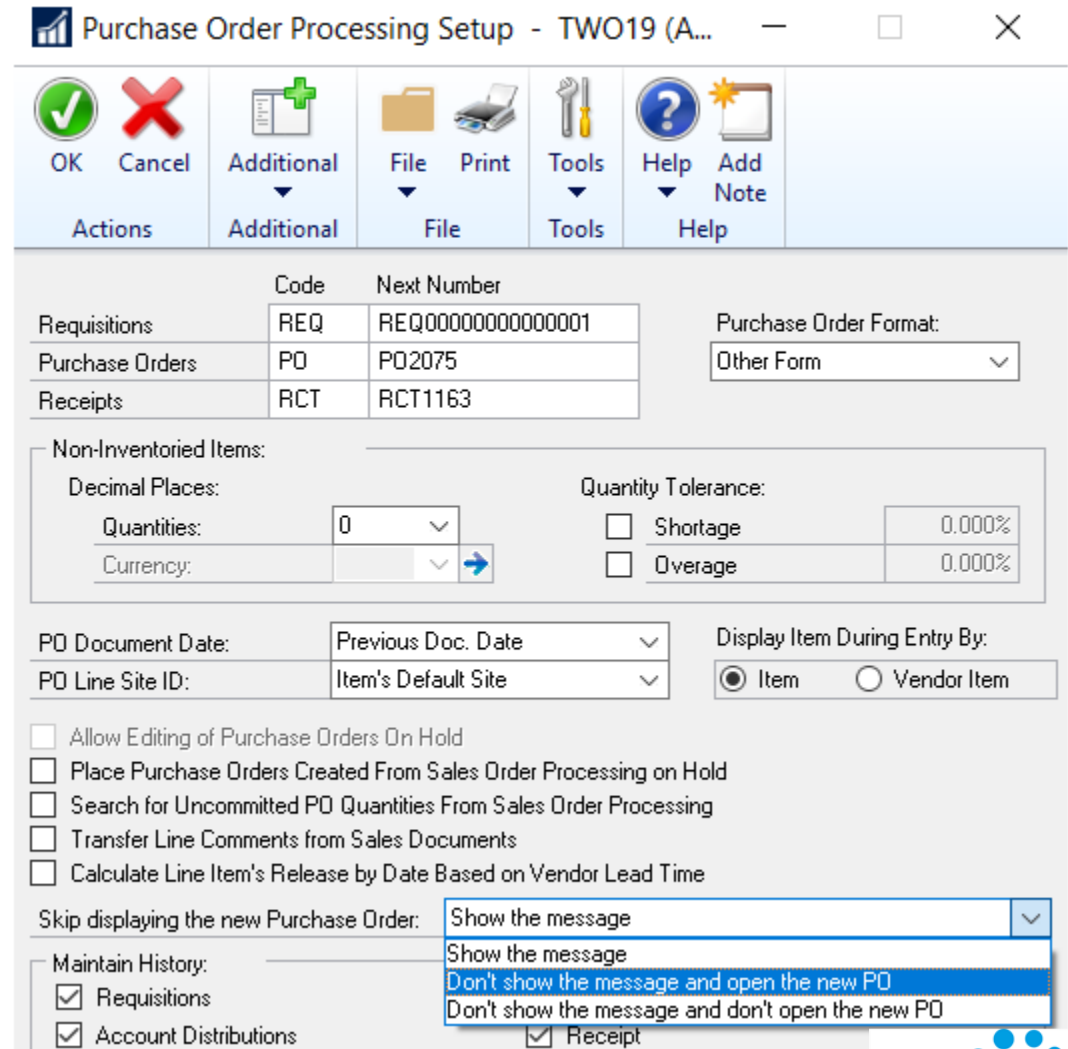 Purchase Order Processing Setup - TWO19 (A...
OK Cancel Additional File Print Tools Help Add Note
Actions Additional File Tools Help
Code Next Number
Requisitions REQ REQ00000000000001 Purchase Order Format:
Purchase Orders PO PO2075 Other Form
Receipts RCT RCT1163
Non-Inventoried Items:
Decimal Places: Quantity Tolerance:
Quantities: 0 Shortage 0.000%
Currency: Overage 0.000%
PO Document Date: Previous Doc. Date Display Item During Entry By:
PO Line Site ID: Item's Default Site Item Vendor Item
Allow Editing of Purchase Orders On Hold
Place Purchase Orders Created From Sales Order Processing on Hold
Search for Uncommitted PO Quantities From Sales Order Processing
Transfer Line Comments from Sales Documents
Calculate Line Item's Release by Date Based on Vendor Lead Time
Skip displaying the new Purchase Order: Show the message
Show the message
Maintain History:
Don't show the message and open the new PO
Requisitions
Don't show the message and don't open the new PO
Account Distributions Receipt